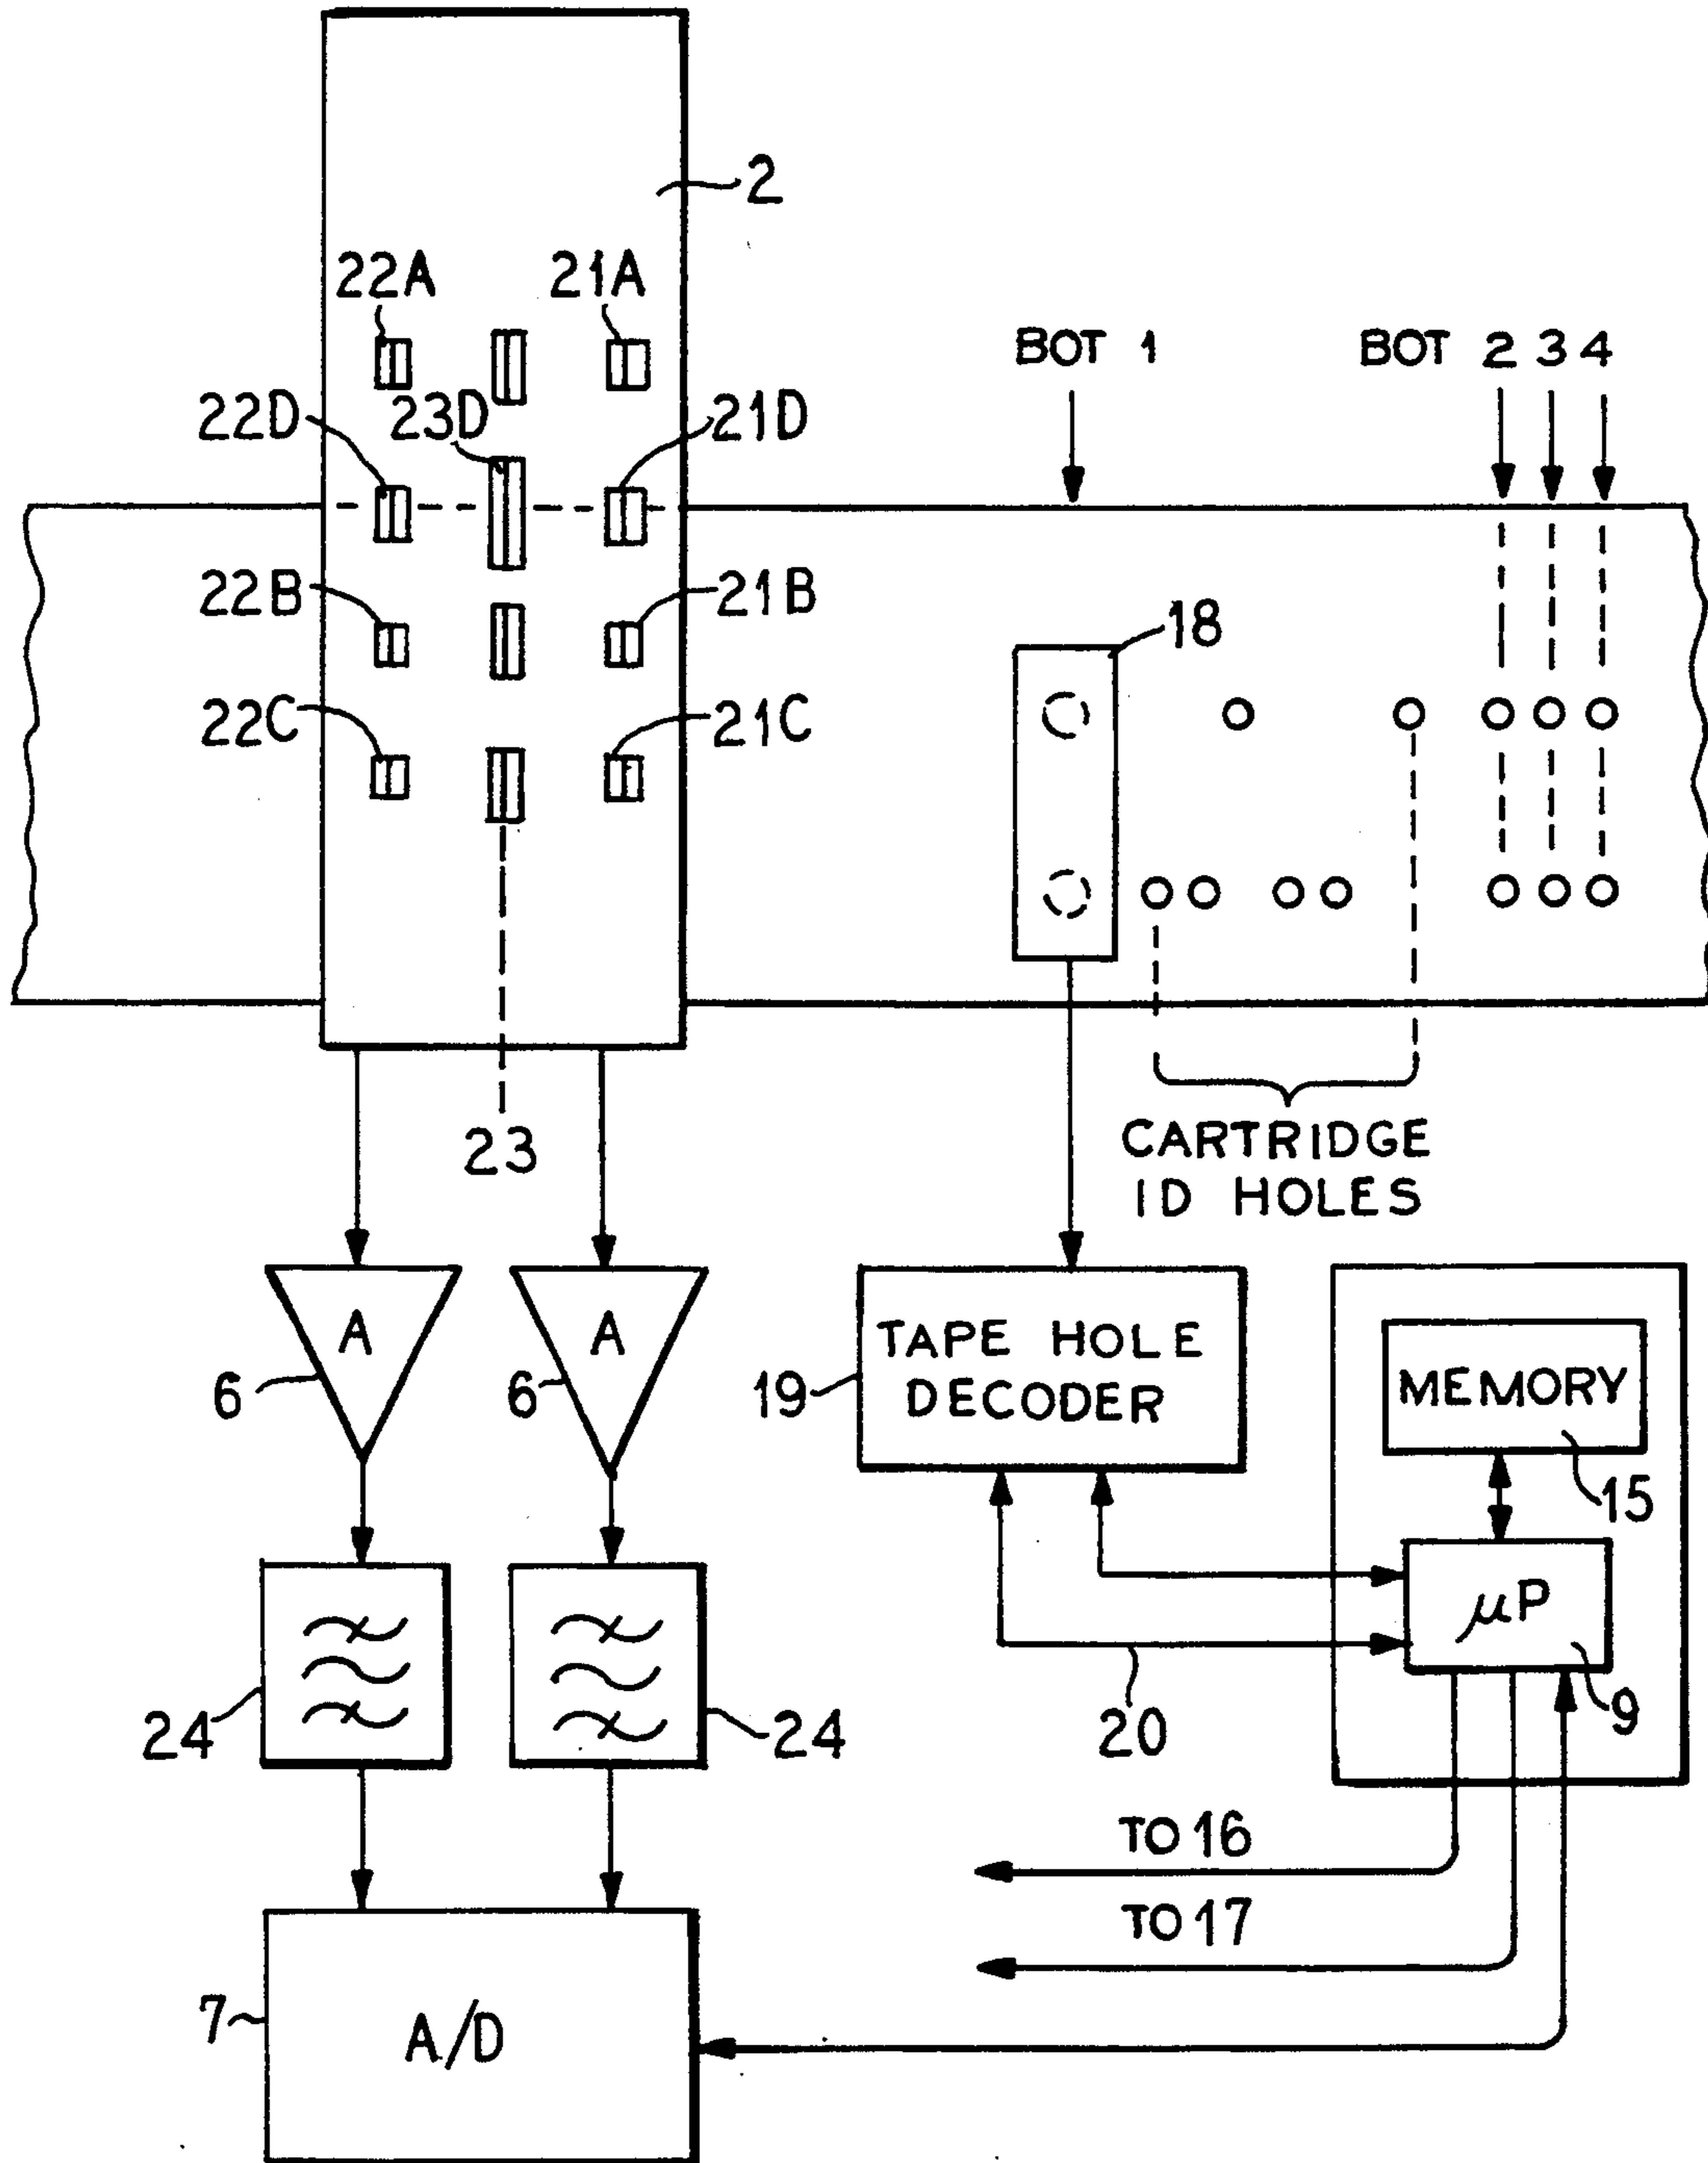 2
22A
21A
BOT 1
BOT 2 3 4
22D
23D
21D
22B
21B
18
22C
21C
23
CARTRIDGE
ID HOLES
A
A
6
6
19
TAPE HOLE
DECODER
MEMORY
15
μP
9
20
24
24
TO 16
TO 17
7
A/D